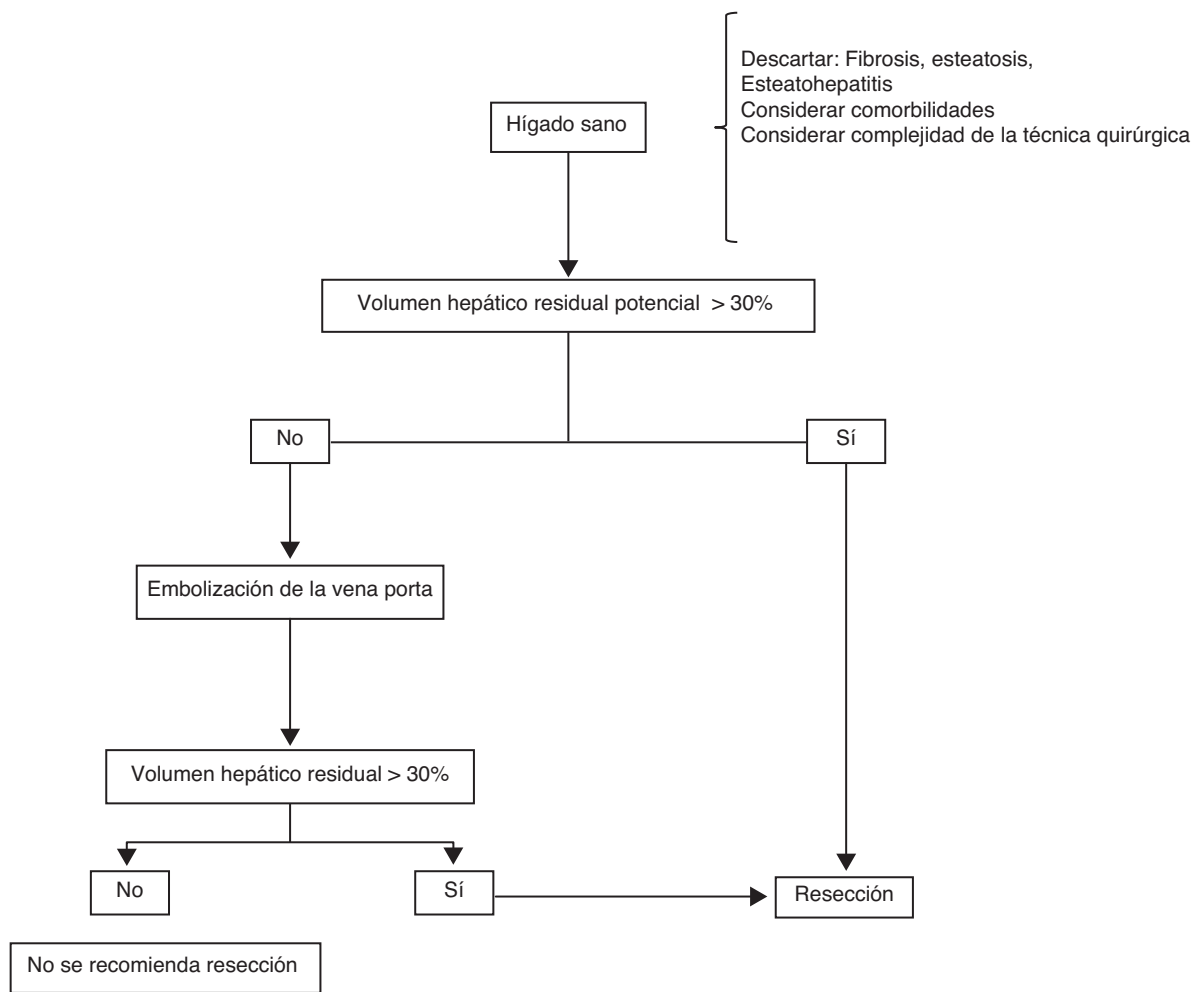 Descartar: Fibrosis, esteatosis,
Esteatohepatitis
Considerar comorbilidades
Considerar complejidad de la técnica quirúrgica
Hígado sano
Volumen hepático residual potencial > 30%
No
Sí
Embolización de la vena porta
Volumen hepático residual > 30%
No
Sí
Resección
No se recomienda resección